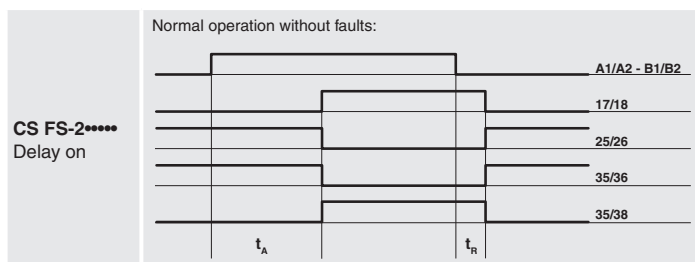 Normal operation without faults:
A1/A2 - B1/B2
17/18
CS FS-2•••••
Delay on
25/26
35/36
35/38
tA
tR